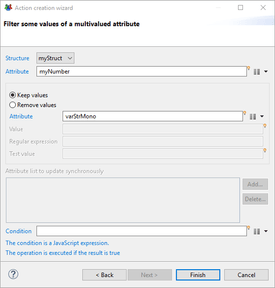 Action creation wizard
Filter some values of a multivalued attribute
Structure myStruct
Attribute myNumber
Keep values
Remove values
Attribute varStrMono
Value
Regular expression
Test value
Attribute list to update synchronously:
Add...
Delete...
Condition
The condition is a JavaScript expression.
The operation is executed if the result is true
? < Back Next > Finish Cancel